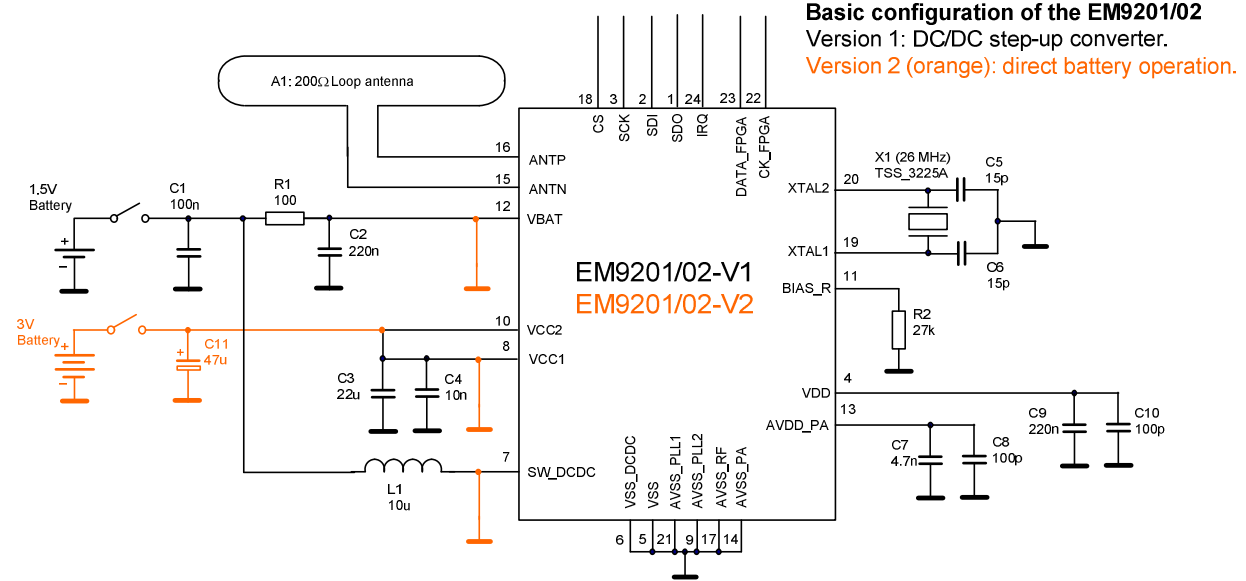 Basic configuration of the EM9201/02
Version 1: DC/DC step-up converter.
Version 2 (orange): direct battery operation.
A1: 200Ω Loop antenna
18
3
2
1
24
23
22
CS
SCK
SDI
SDO
IRQ
DATA_FPGA
CK_FPGA
16
ANTP
15
ANTN
12
VBAT
1,5V
Battery
+
−
C1
100n
R1
100
C2
220n
EM9201/02-V1
EM9201/02-V2
3V
Battery
+
−
+
C11
47u
10
VCC2
8
VCC1
C3
22u
C4
10n
7
SW_DCDC
L1
10u
XTAL2
20
X1 (26 MHz)
TSS_3225A
C5
15p
XTAL1
19
C6
15p
BIAS_R
11
R2
27k
VDD
4
AVDD_PA
13
C9
220n
C10
100p
C7
4.7n
C8
100p
VSS_DCDC
VSS
AVSS_PLL1
AVSS_PLL2
AVSS_RF
AVSS_PA
6
5
21
9
17
14